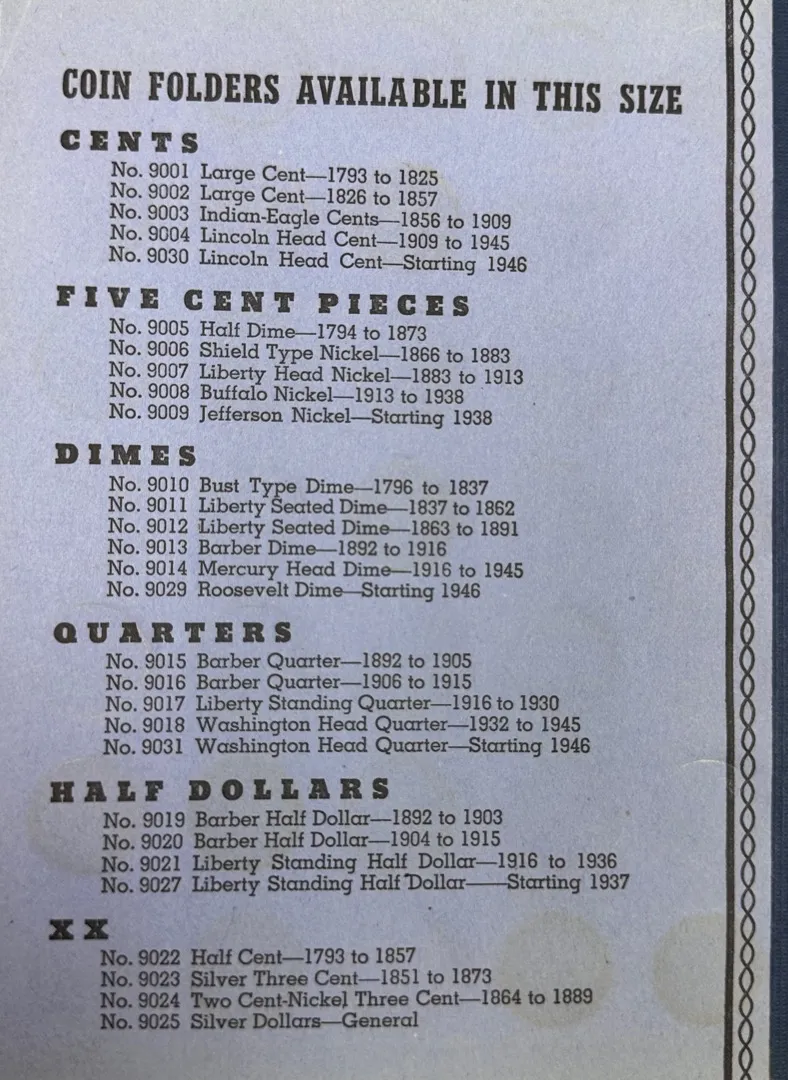 COIN FOLDERS AVAILABLE IN THIS SIZE
CENTS
No. 9001 Large Cent—1793 to 1825
No. 9002 Large Cent—1826 to 1857
No. 9003 Indian-Eagle Cents—1856 to 1909
No. 9004 Lincoln Head Cent—1909 to 1945
No. 9030 Lincoln Head Cent—Starting 1946
FIVE CENT PIECES
No. 9005 Half Dime—1794 to 1873
No. 9006 Shield Type Nickel—1866 to 1883
No. 9007 Liberty Head Nickel—1883 to 1913
No. 9008 Buffalo Nickel—1913 to 1938
No. 9009 Jefferson Nickel—Starting 1938
DIMES
No. 9010 Bust Type Dime—1796 to 1837
No. 9011 Liberty Seated Dime—1837 to 1862
No. 9012 Liberty Seated Dime—1863 to 1891
No. 9013 Barber Dime—1892 to 1916
No. 9014 Mercury Head Dime—1916 to 1945
No. 9029 Roosevelt Dime—Starting 1946
QUARTERS
No. 9015 Barber Quarter—1892 to 1905
No. 9016 Barber Quarter—1906 to 1915
No. 9017 Liberty Standing Quarter—1916 to 1930
No. 9018 Washington Head Quarter—1932 to 1945
No. 9031 Washington Head Quarter—Starting 1946
HALF DOLLARS
No. 9019 Barber Half Dollar—1892 to 1903
No. 9020 Barber Half Dollar—1904 to 1915
No. 9021 Liberty Standing Half Dollar—1916 to 1936
No. 9027 Liberty Standing Half Dollar——Starting 1937
XX
No. 9022 Half Cent—1793 to 1857
No. 9023 Silver Three Cent—1851 to 1873
No. 9024 Two Cent-Nickel Three Cent—1864 to 1889
No. 9025 Silver Dollars—General